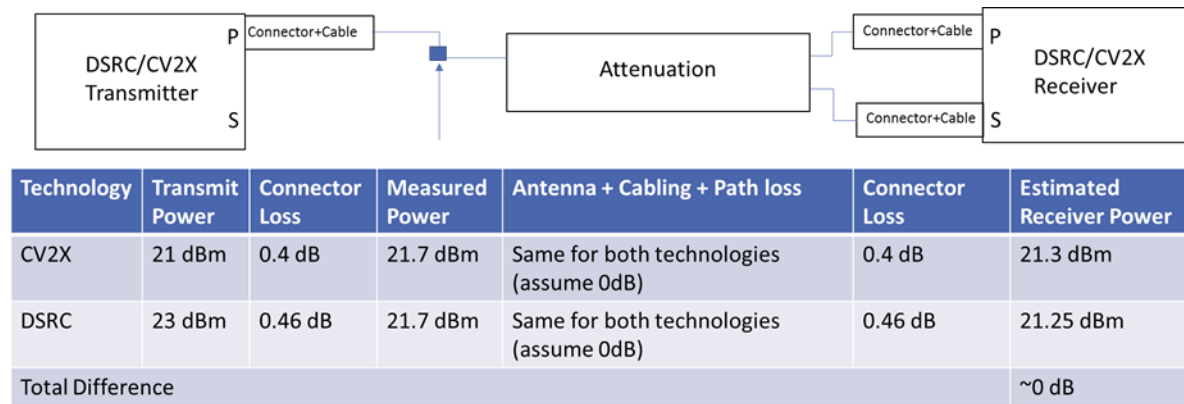 DSRC/CV2X
Transmitter
P
S
Connector+Cable
Attenuation
Connector+Cable
Connector+Cable
P
S
DSRC/CV2X
Receiver
Technology Transmit Power Connector Loss Measured Power Antenna + Cabling + Path loss Connector Loss Estimated Receiver Power
CV2X 21 dBm 0.4 dB 21.7 dBm Same for both technologies (assume 0dB) 0.4 dB 21.3 dBm
DSRC 23 dBm 0.46 dB 21.7 dBm Same for both technologies (assume 0dB) 0.46 dB 21.25 dBm
Total Difference ~0 dB